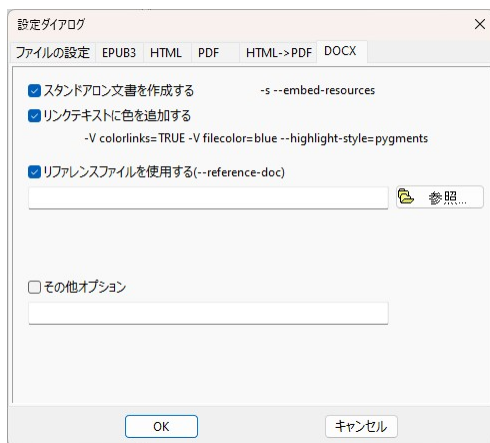 設定ダイアログ
ファイルの設定 EPUB3 HTML PDF HTML->PDF DOCX
スタンドアロン文書を作成する -s --embed-resources
リンクテキストに色を追加する
-V colorlinks=TRUE -V filecolor=blue --highlight-style=pygments
リファレンスファイルを使用する(--reference-doc)
参照...
その他オプション
OK キャンセル